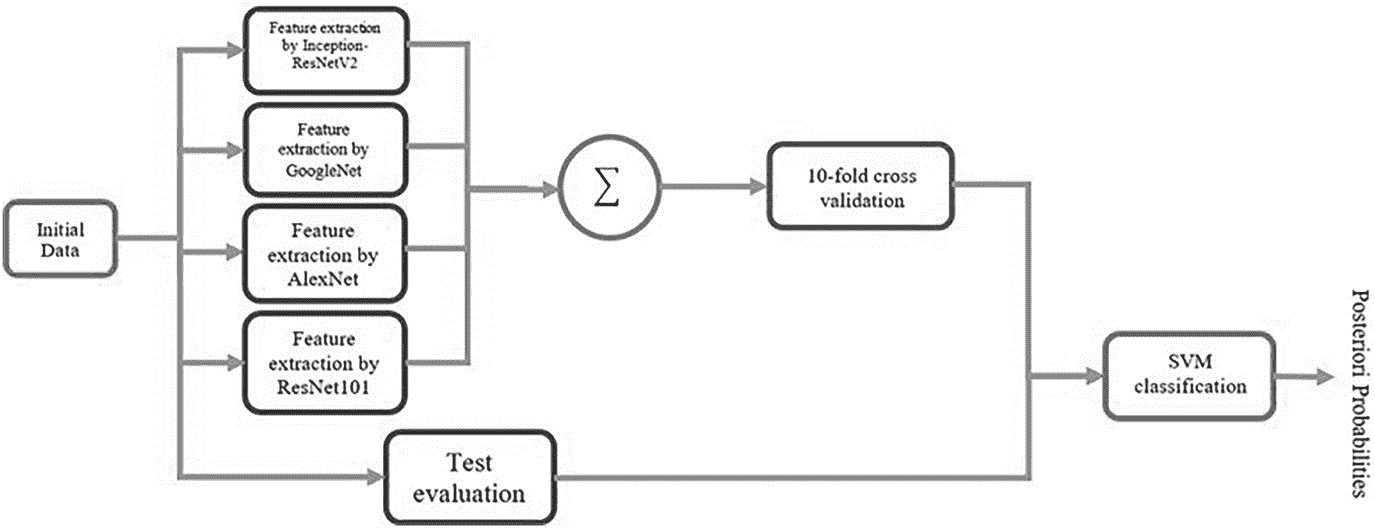 Initial
Data
Feature extraction
by Inception-
ResNetV2
Feature
extraction by
GoogleNet
Feature
extraction by
AlexNet
Feature
extraction by
ResNet101
Test
evaluation
∑
10-fold cross
validation
SVM
classification
Posteriori Probabilities